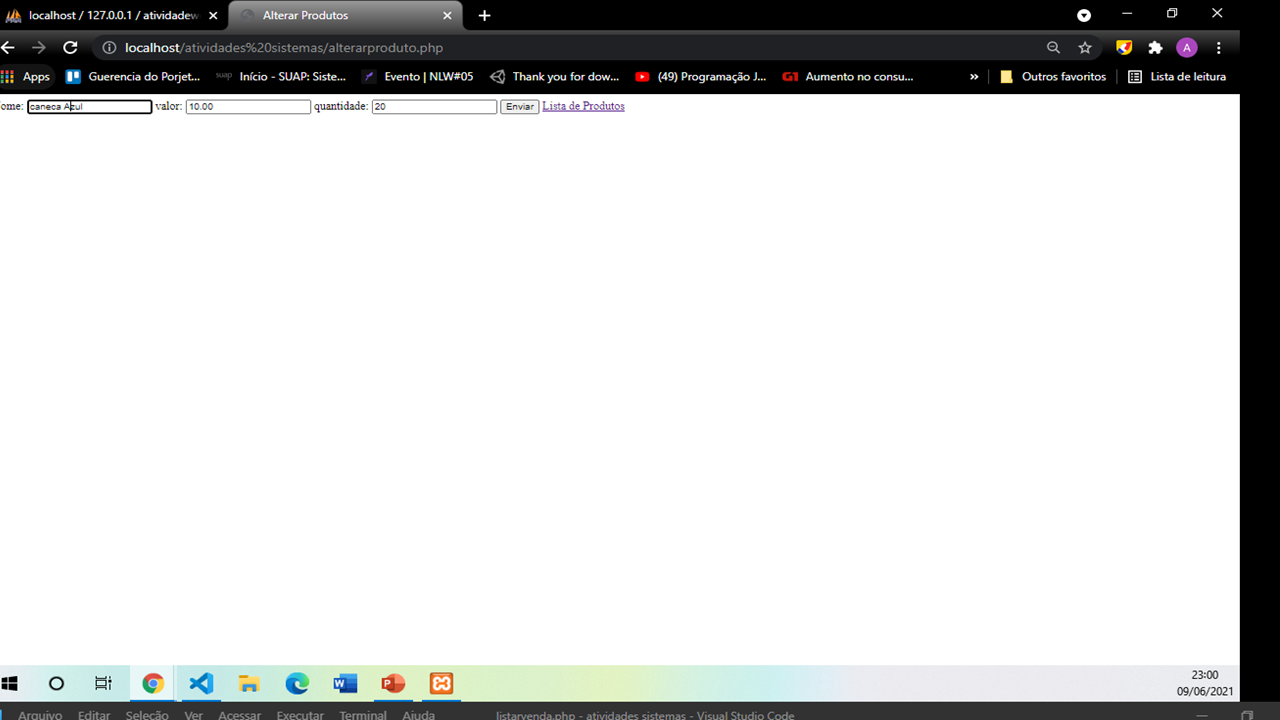 localhost / 127.0.0.1 / atividadew
Alterar Produtos
localhost/atividades%20sistemas/alterarproduto.php
A
Apps
Guerencia do Porjet...
suap Início - SUAP: Siste...
Evento | NLW#05
Thank you for dow...
(49) Programação J...
G1 Aumento no consu...
»
Outros favoritos
Lista de leitura
ome: caneca Azul valor: 10.00 quantidade: 20 Enviar Lista de Produtos
23:00
09/06/2021
Arquivo Editar Seleção Ver Acessar Executar Terminal Ajuda listarvenda.php - atividades sistemas - Visual Studio Code